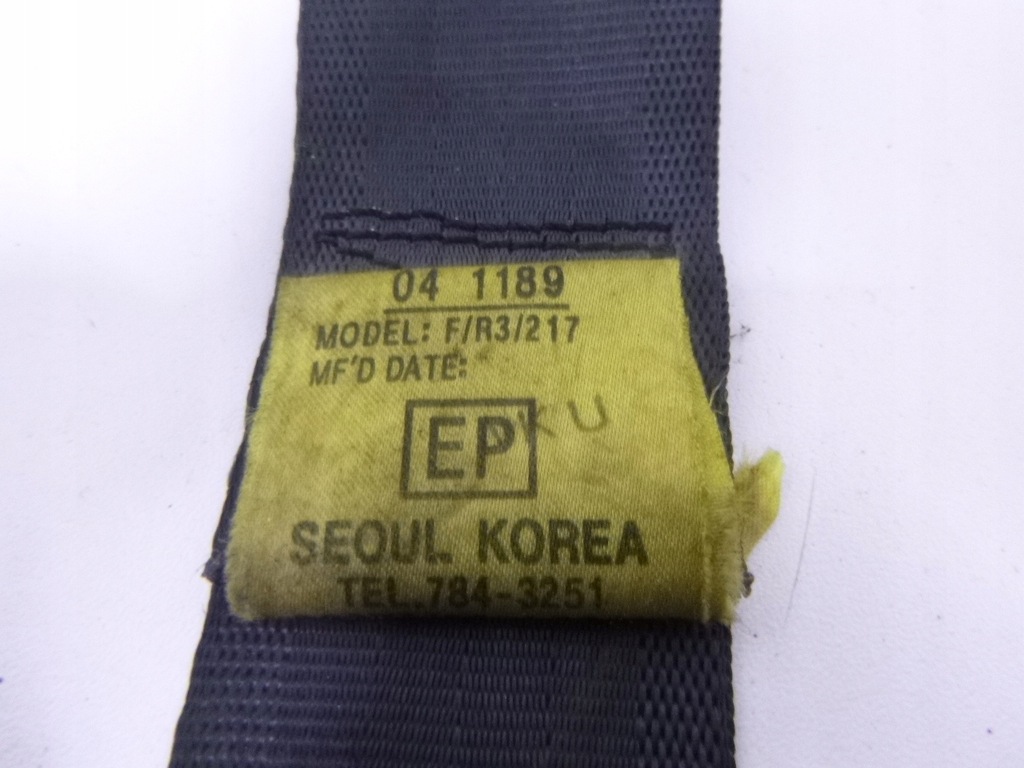 04 1189
MODEL: F/R3/217
MF'D DATE:
EP
SEOUL KOREA
TEL.784-3251